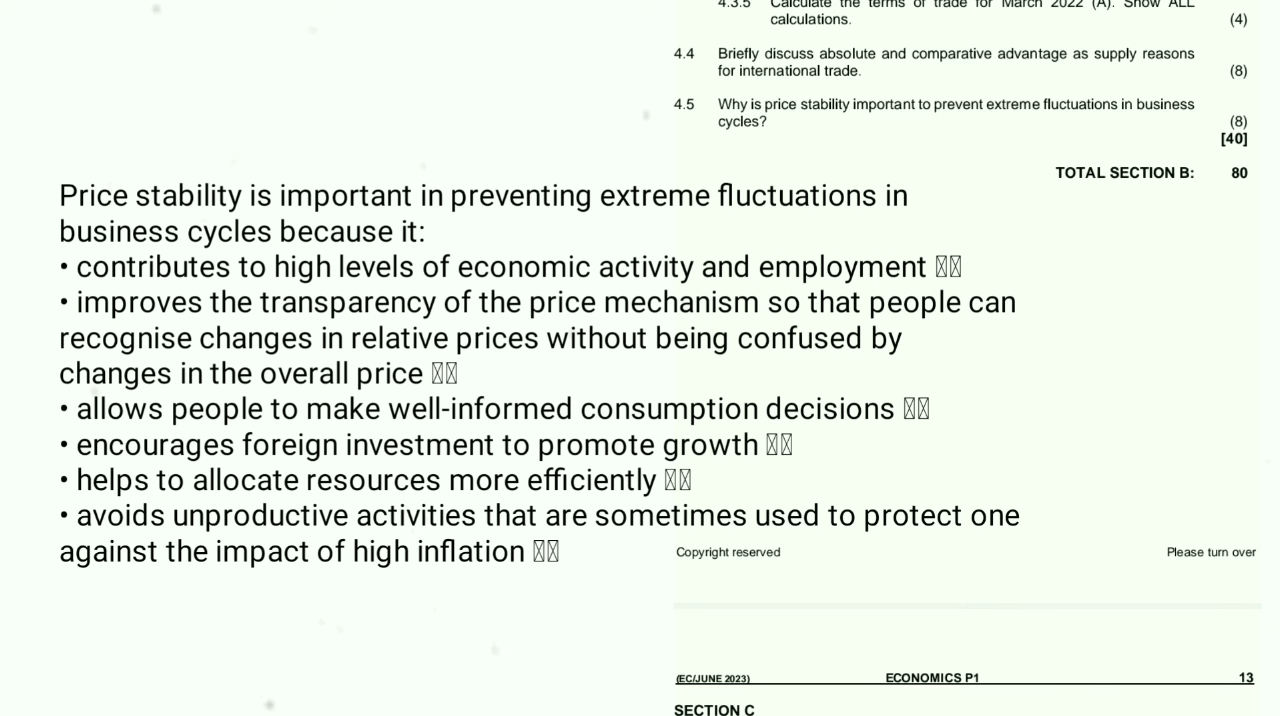 4.3.5 Calculate the terms of trade for March 2022 (A). Show ALL
calculations. (4)
4.4 Briefly discuss absolute and comparative advantage as supply reasons
for international trade. (8)
4.5 Why is price stability important to prevent extreme fluctuations in business
cycles? (8)
[40]
TOTAL SECTION B: 80
Price stability is important in preventing extreme fluctuations in
business cycles because it:
• contributes to high levels of economic activity and employment
• improves the transparency of the price mechanism so that people can
recognise changes in relative prices without being confused by
changes in the overall price
• allows people to make well-informed consumption decisions
• encourages foreign investment to promote growth
• helps to allocate resources more efficiently
• avoids unproductive activities that are sometimes used to protect one
against the impact of high inflation
Copyright reserved Please turn over
(EC/JUNE 2023) ECONOMICS P1 13
SECTION C